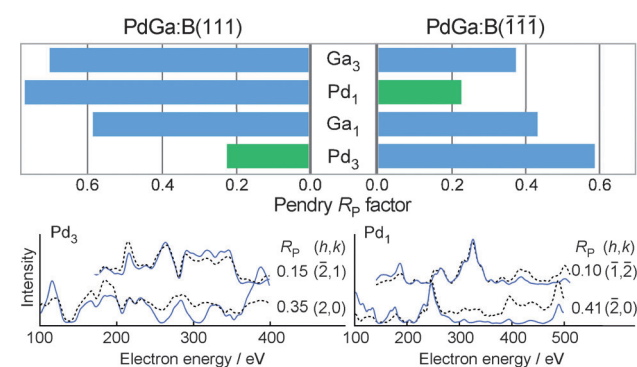 PdGa:B(111) PdGa:B(1̄1̄1̄)
Ga₃
Pd₁
Ga₁
Pd₃
0.6 0.4 0.2 0.0 0.0 0.2 0.4 0.6
Pendry Rₚ factor
Pd₃ Pd₁
Intensity
Rₚ (h,k) Rₚ (h,k)
0.15 (2̄,1) 0.10 (1̄,2̄)
0.35 (2,0) 0.41 (2̄,0)
100 200 300 400 100 200 300 400 500
Electron energy / eV Electron energy / eV